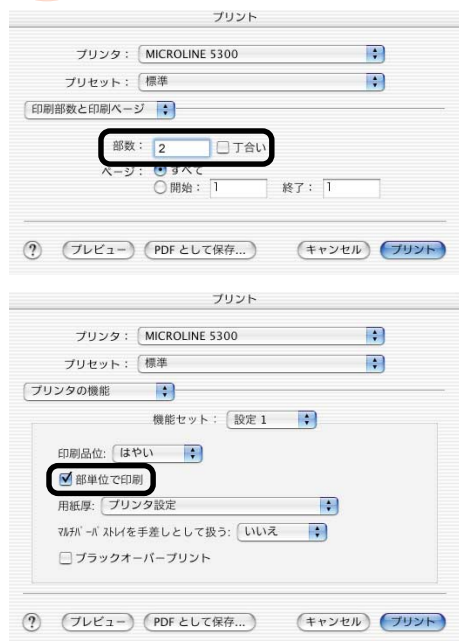 プリント
プリンタ： MICROLINE 5300
プリセット： 標準
印刷部数と印刷ページ
部数： 2 丁合い
ページ： すべて
開始： 1 終了： 1
? プレビュー PDF として保存... キャンセル プリント
プリント
プリンタ： MICROLINE 5300
プリセット： 標準
プリンタの機能
機能セット： 設定 1
印刷品位: はやい
部単位で印刷
用紙厚: プリンタ設定
ﾏﾙﾁﾊﾟｰﾊﾟｽﾄﾚｲを手差しとして扱う: いいえ
ブラックオーバープリント
? プレビュー PDF として保存... キャンセル プリント